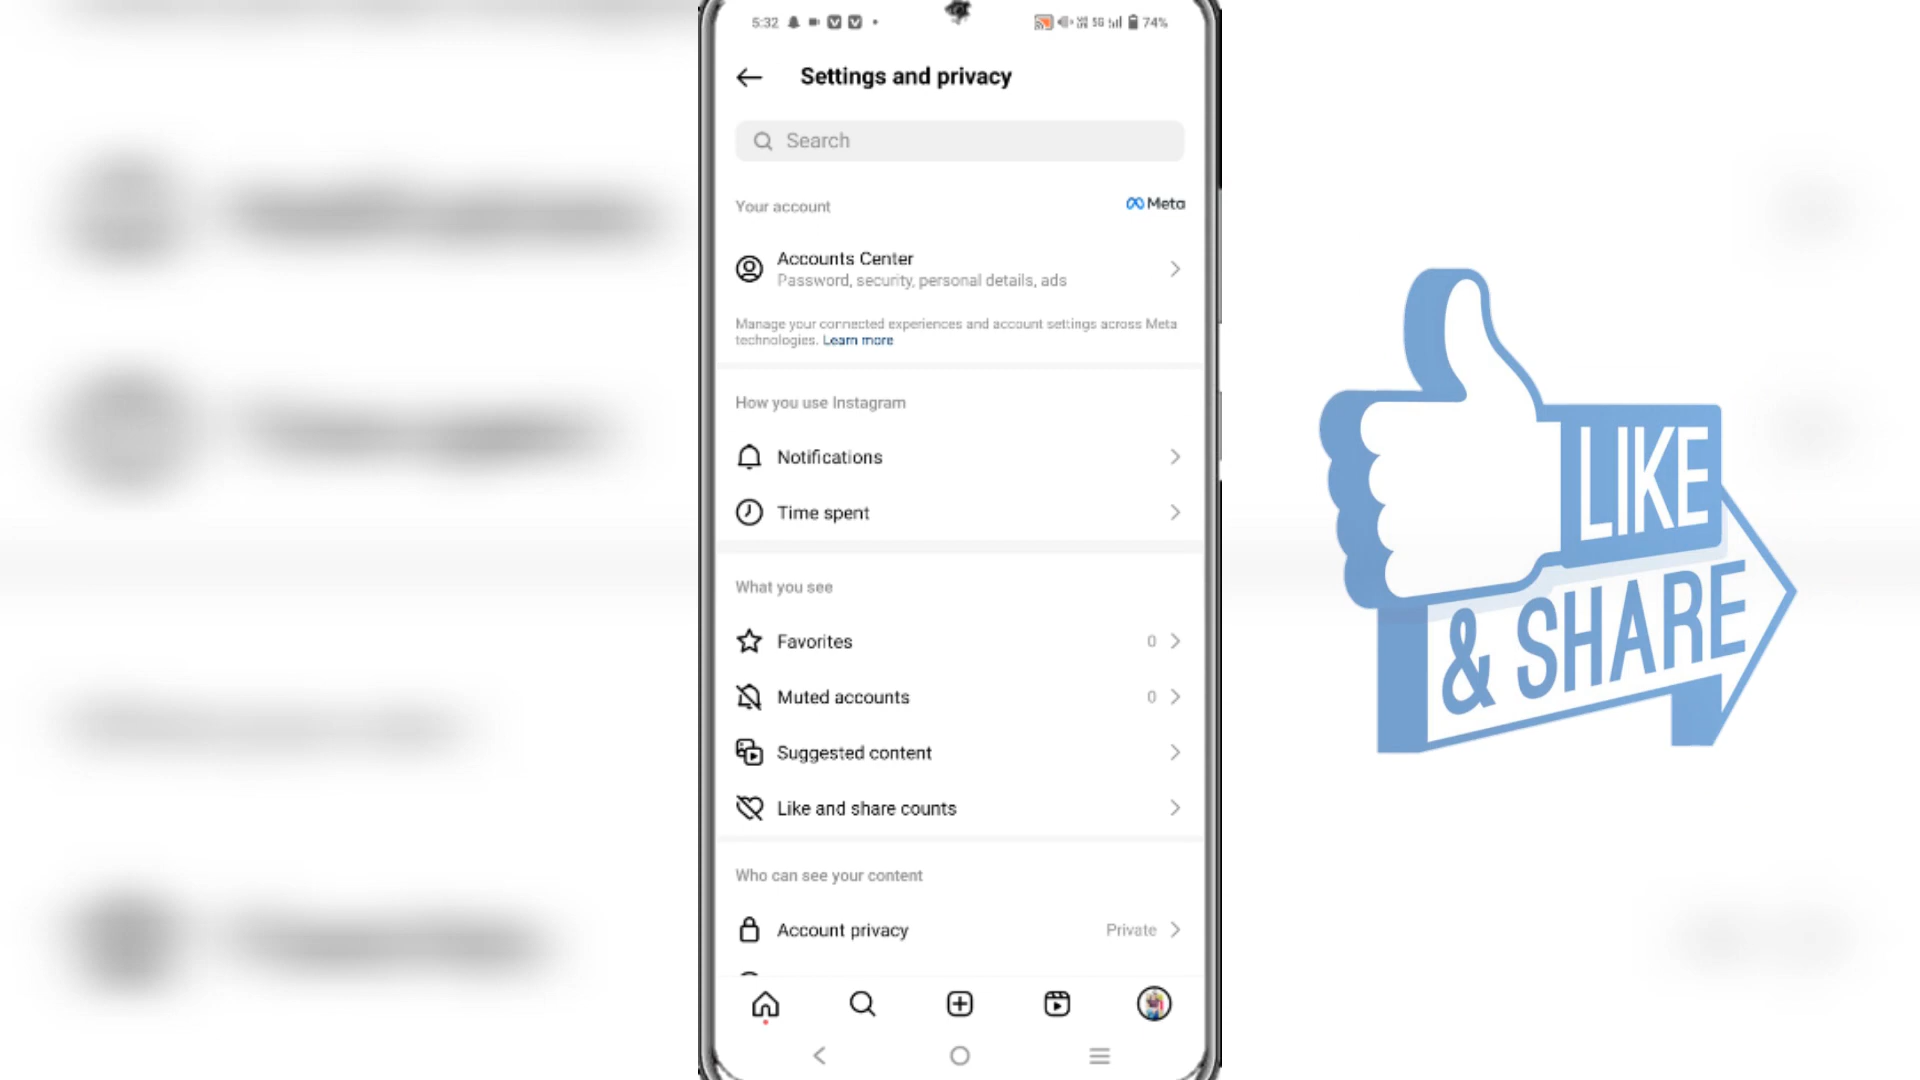 5:32
5G 74%
Settings and privacy
Search
Your account
Meta
Accounts Center
Password, security, personal details, ads
Manage your connected experiences and account settings across Meta
technologies. Learn more
How you use Instagram
Notifications
Time spent
What you see
Favorites 0
Muted accounts 0
Suggested content
Like and share counts
Who can see your content
Account privacy Private
LIKE
& SHARE